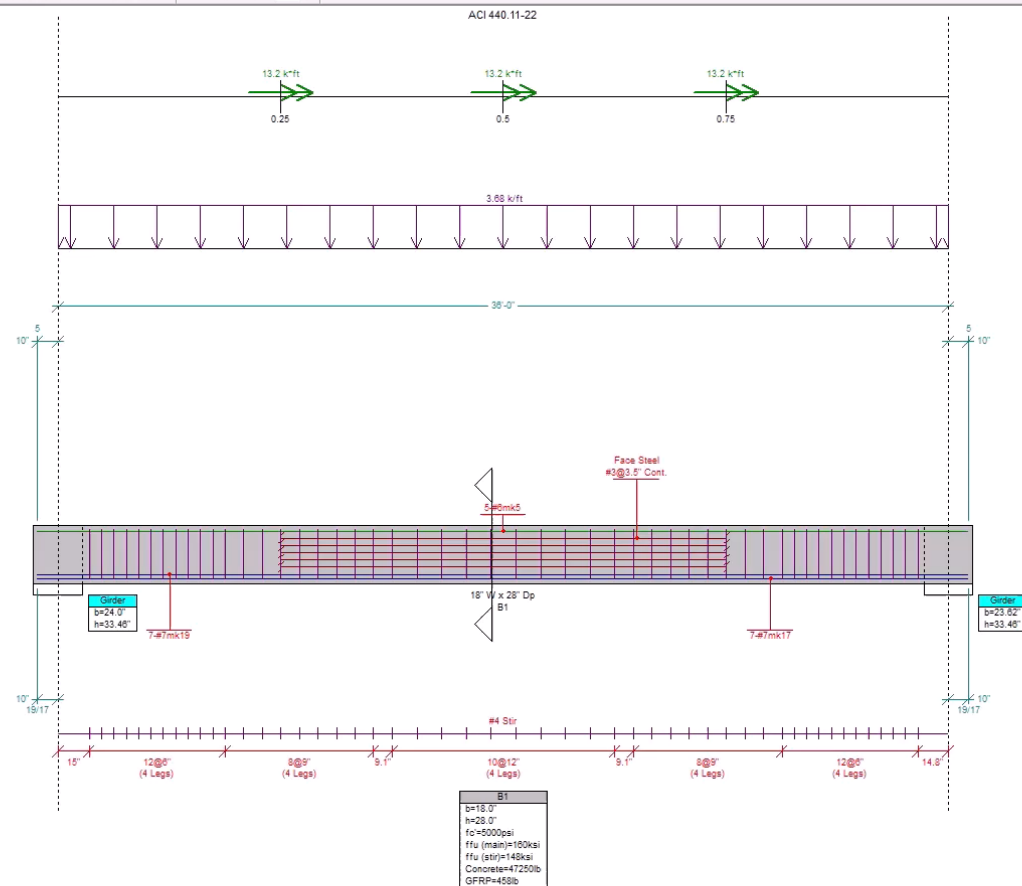 ACI 440.11-22
13.2 k*ft
13.2 k*ft
13.2 k*ft
0.25
0.5
0.75
3.68 k/ft
36'-0"
5
10"
5
10"
Face Steel
#3@3.5" Cont.
5-#6mk5
18" W x 28" Dp
B1
Girder
b=24.0"
h=33.46"
Girder
b=23.62"
h=33.46"
7-#7mk19
7-#7mk17
10"
19/17
10"
19/17
#4 Stir
15"
12@6"
(4 Legs)
8@9"
(4 Legs)
9.1"
10@12"
(4 Legs)
9.1"
8@9"
(4 Legs)
12@6"
(4 Legs)
14.8"
B1
b=18.0"
h=28.0"
fc'=5000psi
ffu (main)=160ksi
ffu (stir)=148ksi
Concrete=47250lb
GFRP=458lb